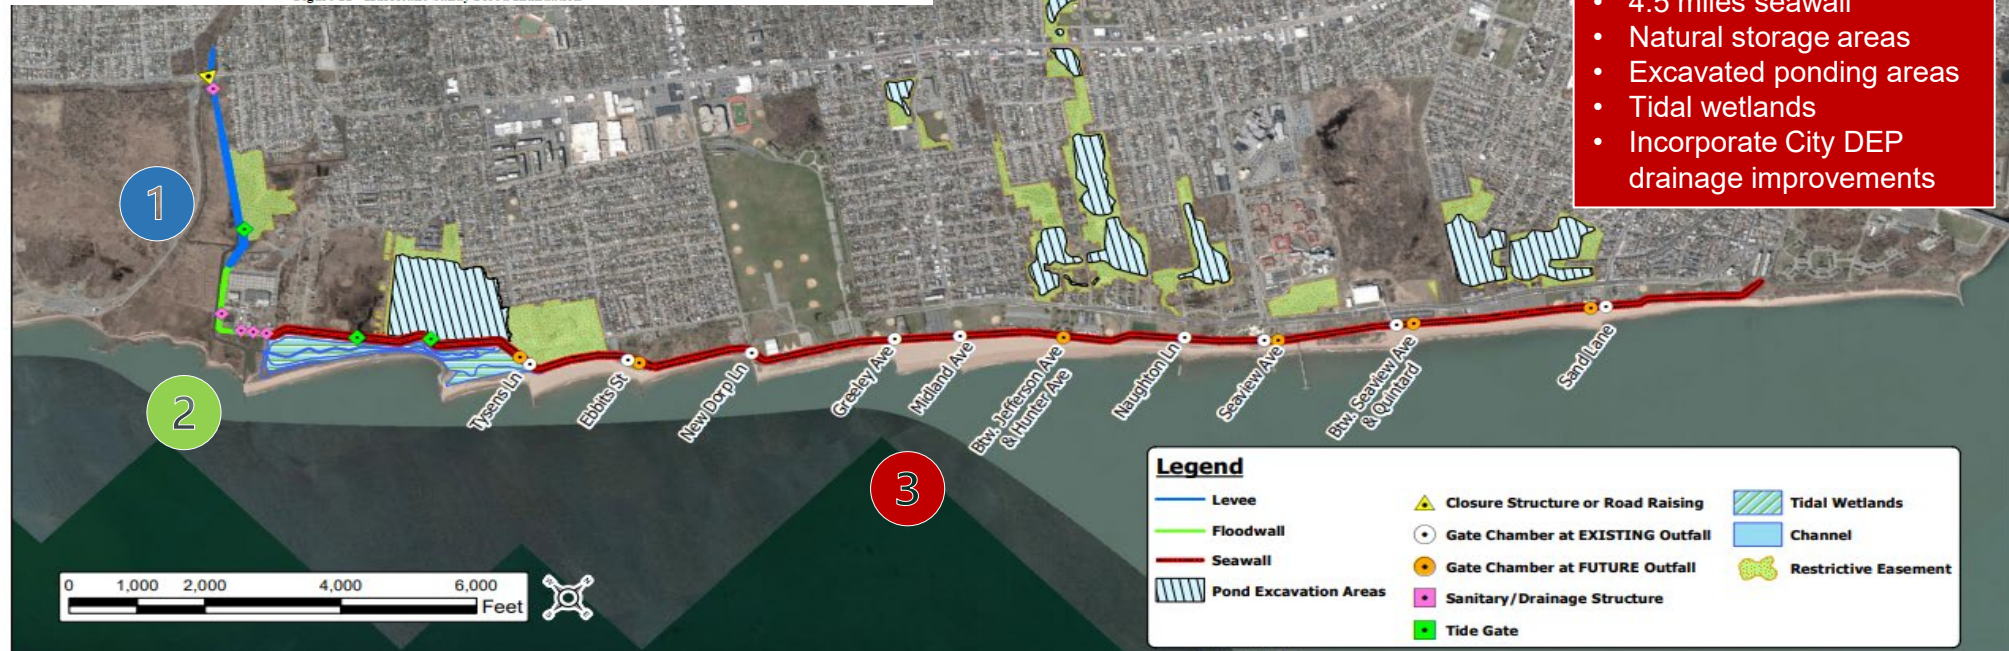 • 4.5 miles seawall
• Natural storage areas
• Excavated ponding areas
• Tidal wetlands
• Incorporate City DEP
drainage improvements
1
2
3
Tysens Ln
Ebbits St
New Dorp Ln
Greeley Ave
Midland Ave
Btw. Jefferson Ave
& Hunter Ave
Naughton Ln
Seaview Ave
Btw. Seaview Ave
& Quintard
Sand Lane
0 1,000 2,000 4,000 6,000
Feet
Legend
Levee
Floodwall
Seawall
Pond Excavation Areas
Closure Structure or Road Raising
Gate Chamber at EXISTING Outfall
Gate Chamber at FUTURE Outfall
Sanitary/Drainage Structure
Tide Gate
Tidal Wetlands
Channel
Restrictive Easement